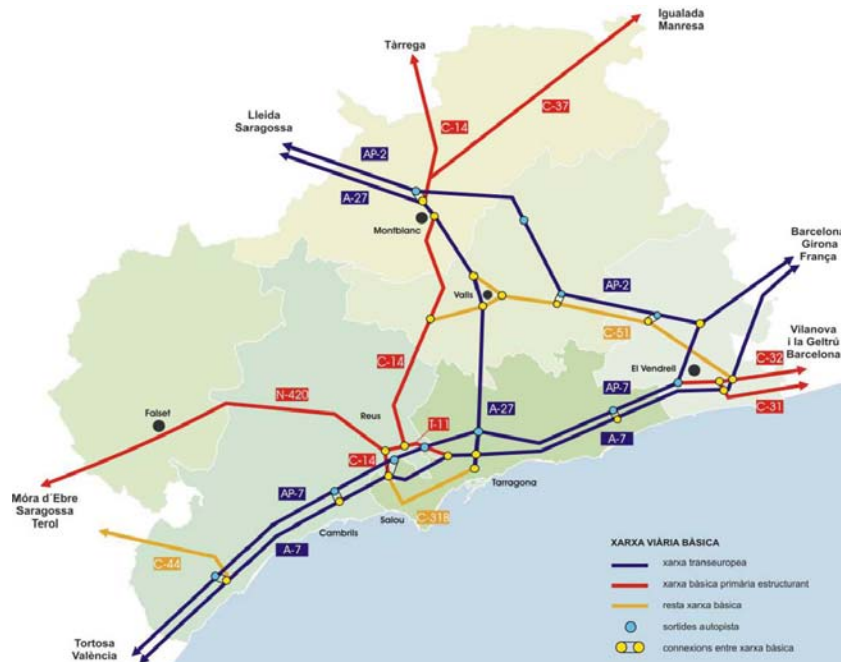 Igualada
Manresa
Tàrrega
C-37
C-14
Lleida
Saragossa
AP-2
A-27
Montblanc
Barcelona
Girona
França
AP-2
Valls
C-51
Vilanova
i la Geltrú
Barcelona
C-32
El Vendrell
C-14
AP-7
C-31
N-420
Falset
Reus
T-11
A-27
A-7
C-14
Móra d´Ebre
Saragossa
Terol
AP-7
Tarragona
Salou
C-31B
Cambrils
A-7
C-44
Tortosa
València
XARXA VIÀRIA BÀSICA
xarxa transeuropea
xarxa bàsica primària estructurant
resta xarxa bàsica
sortides autopista
connexions entre xarxa bàsica